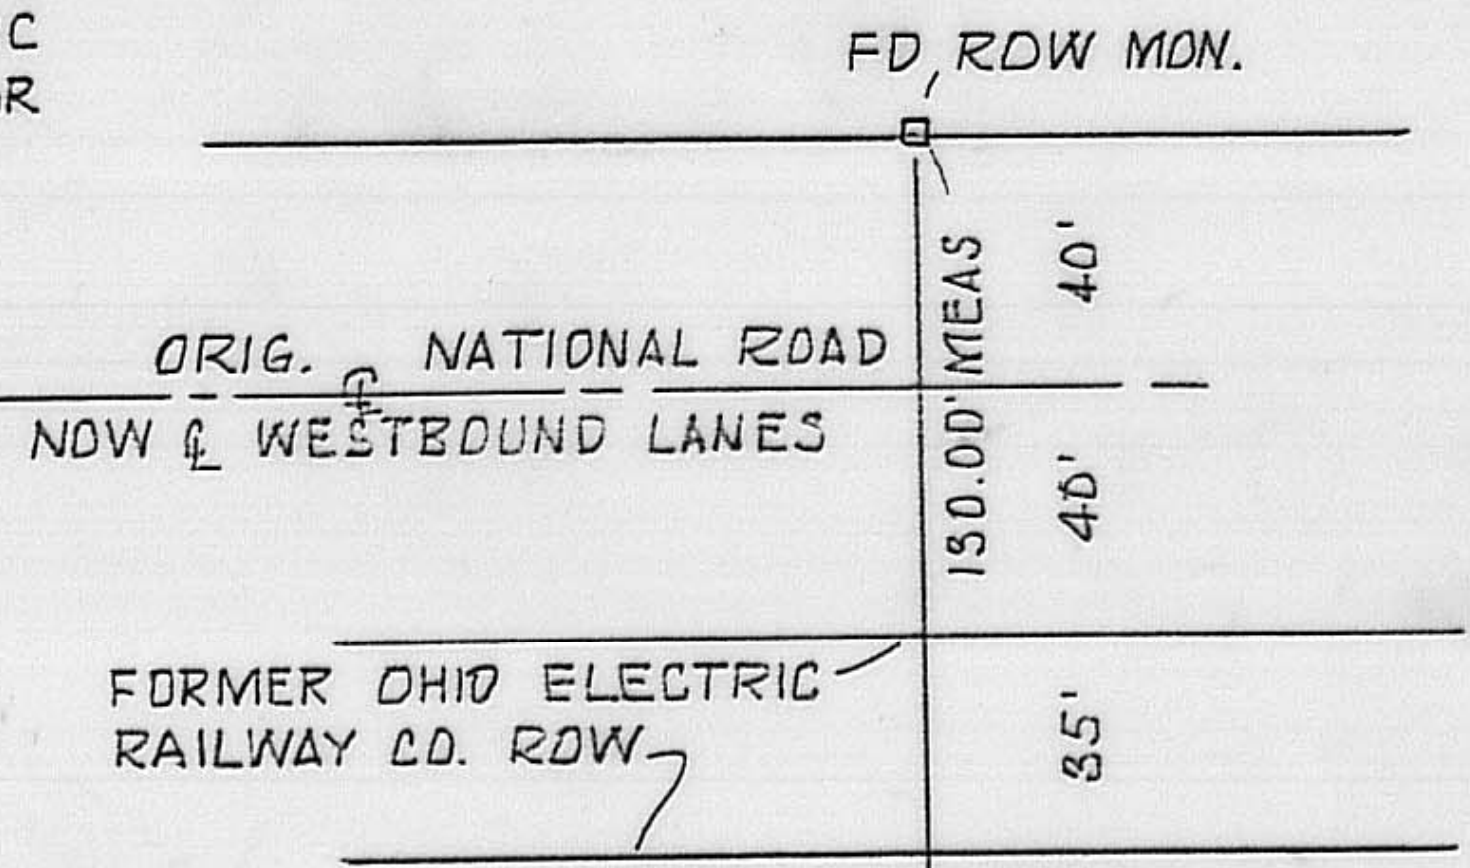 C
R
FD, ROW MON.
130.00' MEAS
40'
ORIG. ℄ NATIONAL ROAD
NOW ℄ WESTBOUND LANES
40'
FORMER OHIO ELECTRIC
RAILWAY CO. ROW
35'